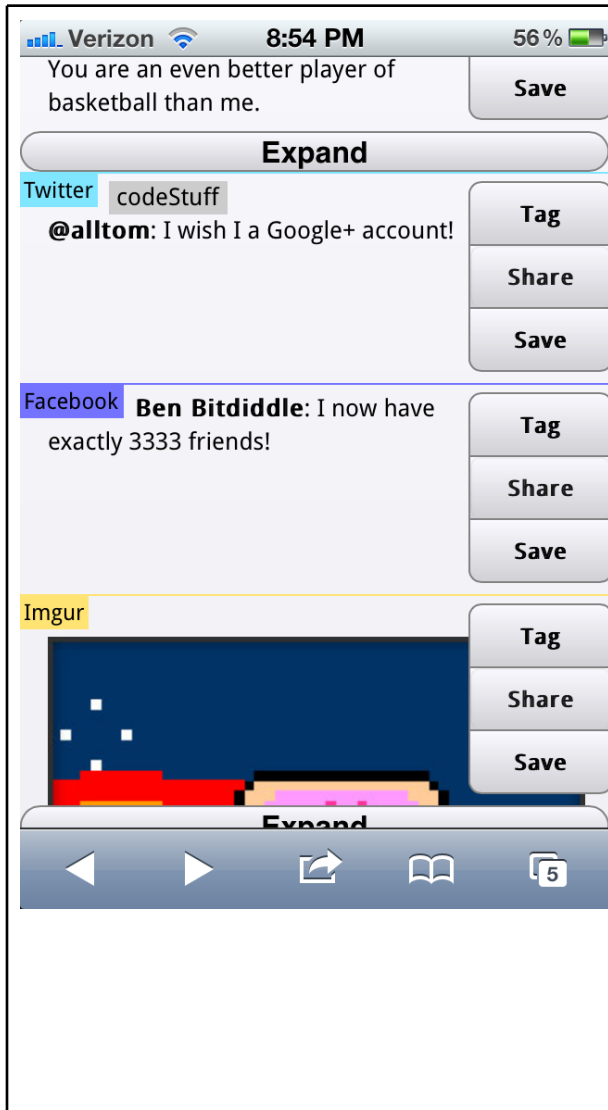 Verizon 8:54 PM 56%
You are an even better player of
basketball than me.
Save
Expand
Twitter codeStuff
@alltom: I wish I a Google+ account!
Tag
Share
Save
Facebook Ben Bitdiddle: I now have
exactly 3333 friends!
Tag
Share
Save
Imgur
Tag
Share
Save
Expand
5